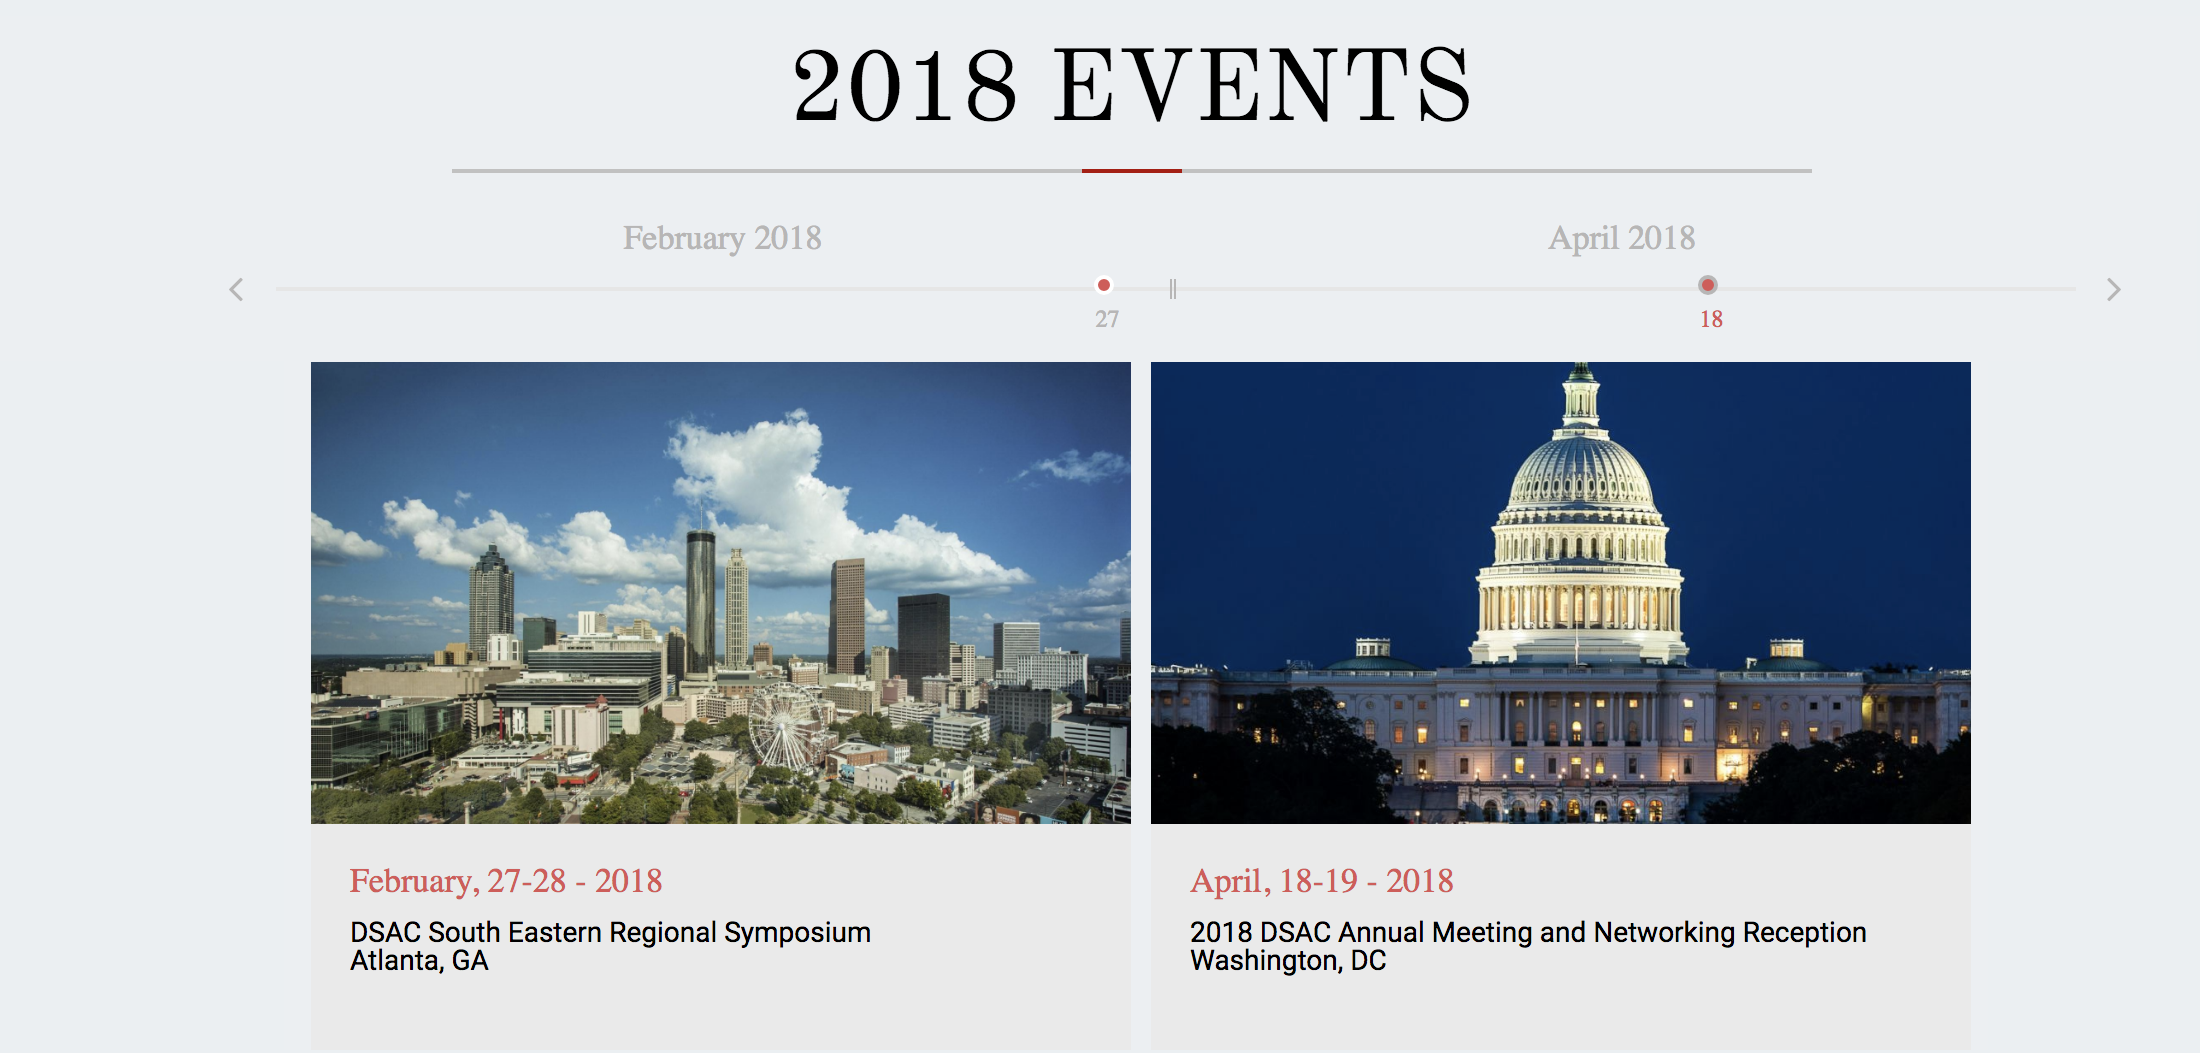 2018 EVENTS
February 2018
April 2018
27
18
February, 27-28 - 2018
DSAC South Eastern Regional Symposium
Atlanta, GA
April, 18-19 - 2018
2018 DSAC Annual Meeting and Networking Reception
Washington, DC